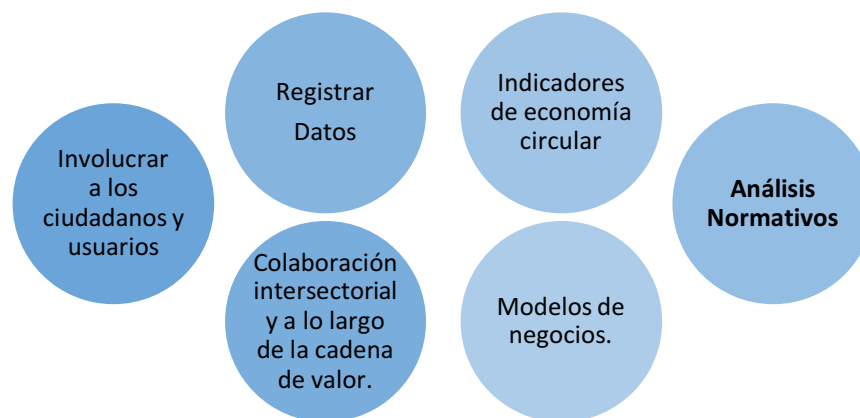 Involucrar
a los
ciudadanos y
usuarios
Registrar
Datos
Colaboración
intersectorial
y a lo largo
de la cadena
de valor.
Indicadores
de economía
circular
Modelos de
negocios.
Análisis
Normativos